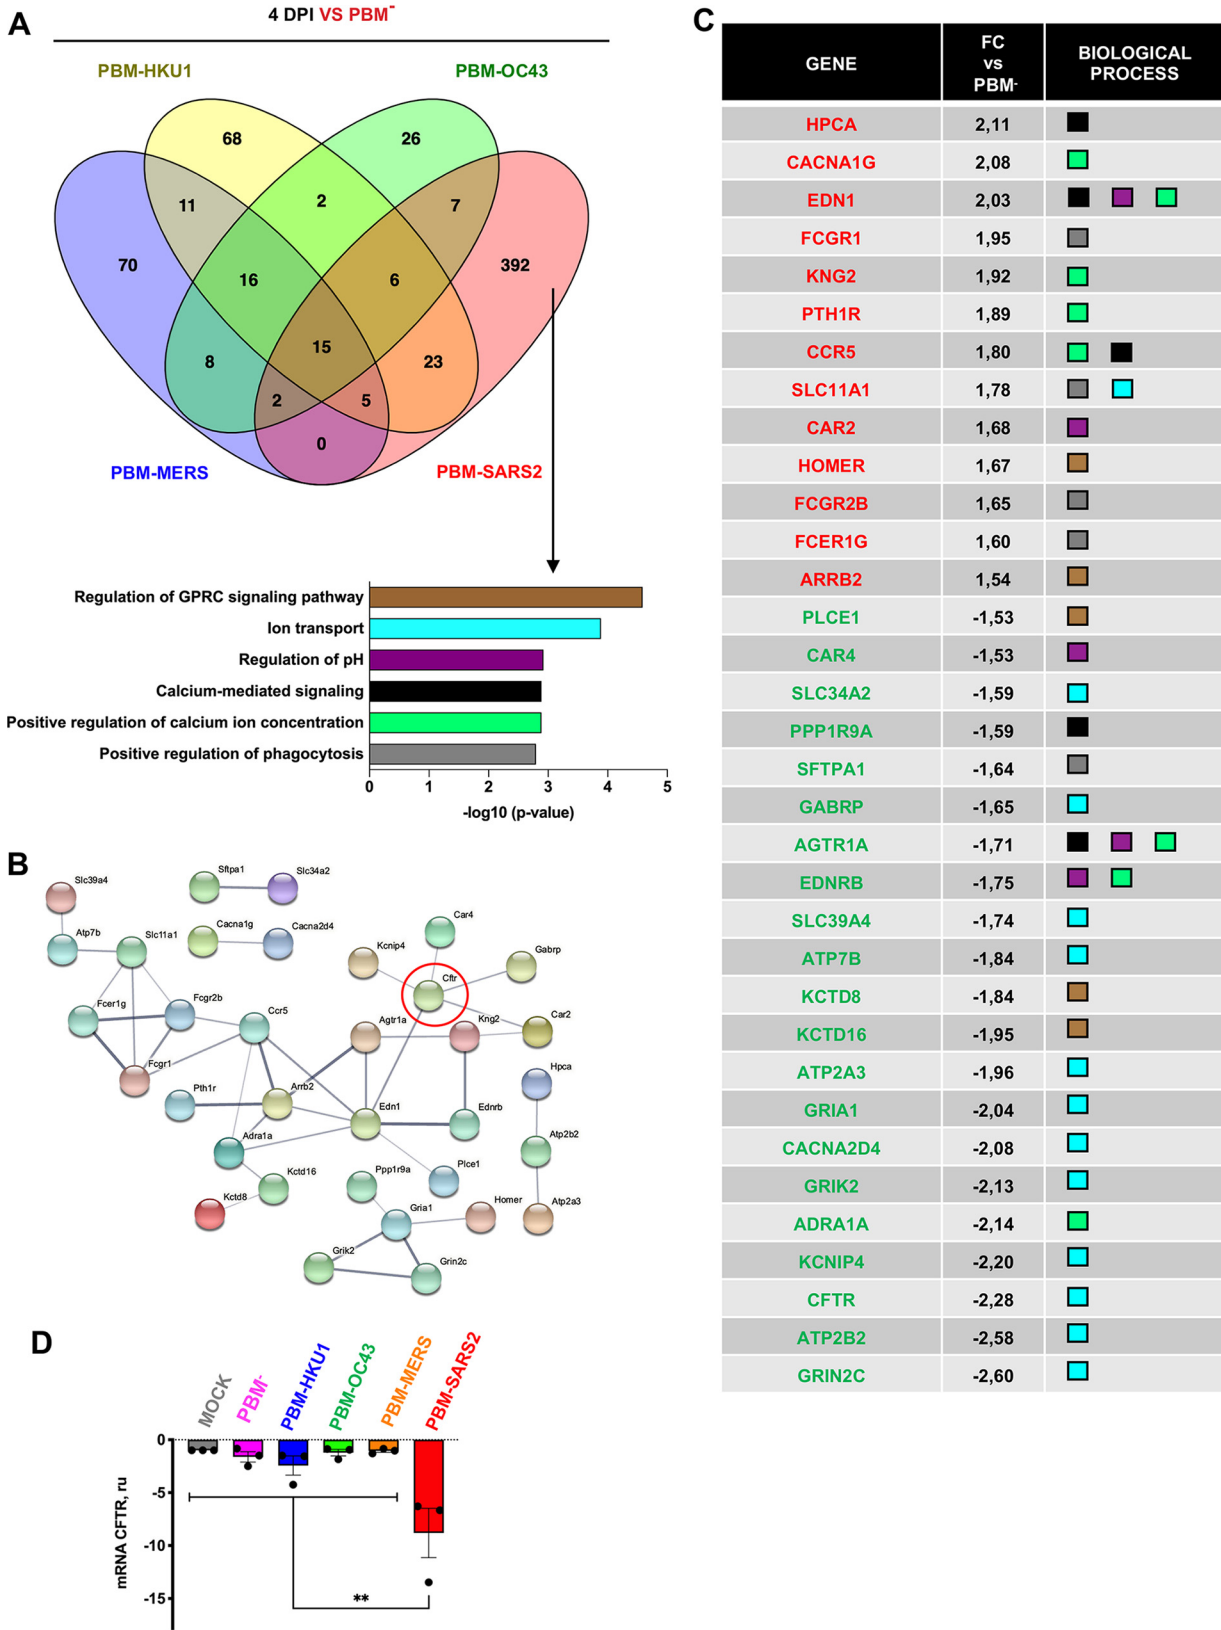 A
4 DPI VS PBM-
PBM-HKU1
PBM-OC43
68
26
11
2
7
70
16
6
392
8
15
23
2
5
0
PBM-MERS
PBM-SARS2
Regulation of GPRC signaling pathway
Ion transport
Regulation of pH
Calcium-mediated signaling
Positive regulation of calcium ion concentration
Positive regulation of phagocytosis
0 1 2 3 4 5
-log10 (p-value)
B
Slc39a4
Sftpa1
Slc34a2
Atp7b
Slc11a1
Cacna1g
Cacna2d4
Car4
Kcnip4
Gabrp
Cftr
Fcer1g
Fcgr2b
Ccr5
Agtr1a
Kng2
Car2
Fcgr1
Hpca
Pth1r
Arrb2
Edn1
Ednrb
Adra1a
Atp2b2
Kctd16
Ppp1r9a
Plce1
Kctd8
Gria1
Homer
Atp2a3
Grik2
Grin2c
C
GENE FC vs PBM- BIOLOGICAL PROCESS
HPCA 2,11
CACNA1G 2,08
EDN1 2,03
FCGR1 1,95
KNG2 1,92
PTH1R 1,89
CCR5 1,80
SLC11A1 1,78
CAR2 1,68
HOMER 1,67
FCGR2B 1,65
FCER1G 1,60
ARRB2 1,54
PLCE1 -1,53
CAR4 -1,53
SLC34A2 -1,59
PPP1R9A -1,59
SFTPA1 -1,64
GABRP -1,65
AGTR1A -1,71
EDNRB -1,75
SLC39A4 -1,74
ATP7B -1,84
KCTD8 -1,84
KCTD16 -1,95
ATP2A3 -1,96
GRIA1 -2,04
CACNA2D4 -2,08
GRIK2 -2,13
ADRA1A -2,14
KCNIP4 -2,20
CFTR -2,28
ATP2B2 -2,58
GRIN2C -2,60
D
MOCK
PBM-
PBM-HKU1
PBM-OC43
PBM-MERS
PBM-SARS2
mRNA CFTR, ru
0
-5
-10
-15
**